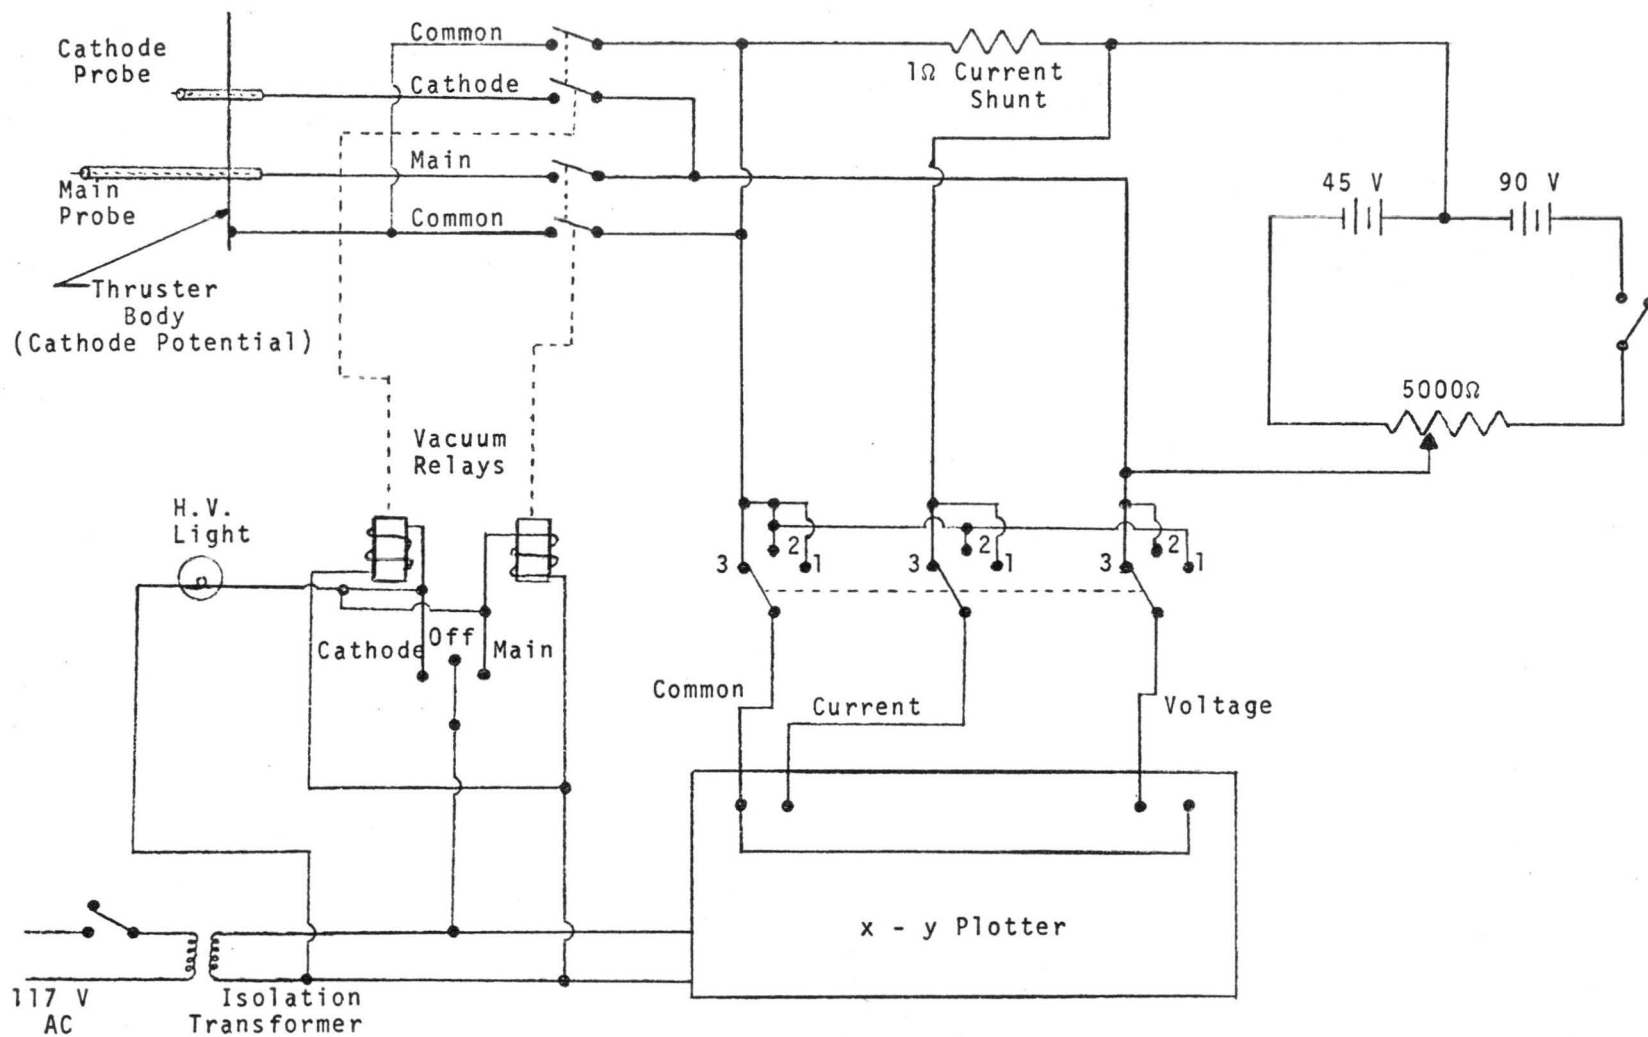 Cathode
Probe
Common
Cathode
1Ω Current
Shunt
Main
Probe
Main
Common
45 V
90 V
Thruster
Body
(Cathode Potential)
5000Ω
Vacuum
Relays
H.V.
Light
3
2
1
3
2
1
3
2
1
Cathode
Off
Main
Common
Current
Voltage
x - y Plotter
117 V
AC
Isolation
Transformer